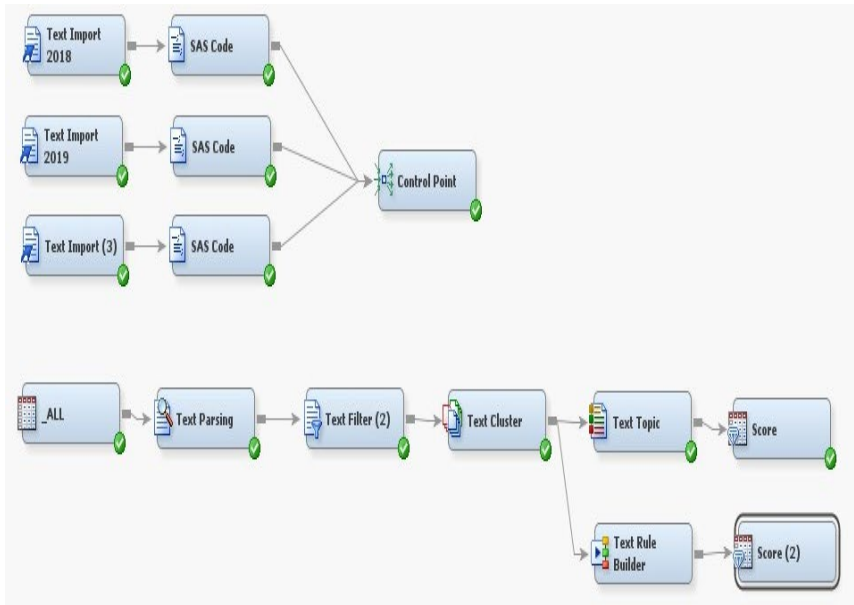 Text Import
2018
SAS Code
Text Import
2019
SAS Code
Control Point
Text Import (3)
SAS Code
_ALL
Text Parsing
Text Filter (2)
Text Cluster
Text Topic
Score
Text Rule
Builder
Score (2)